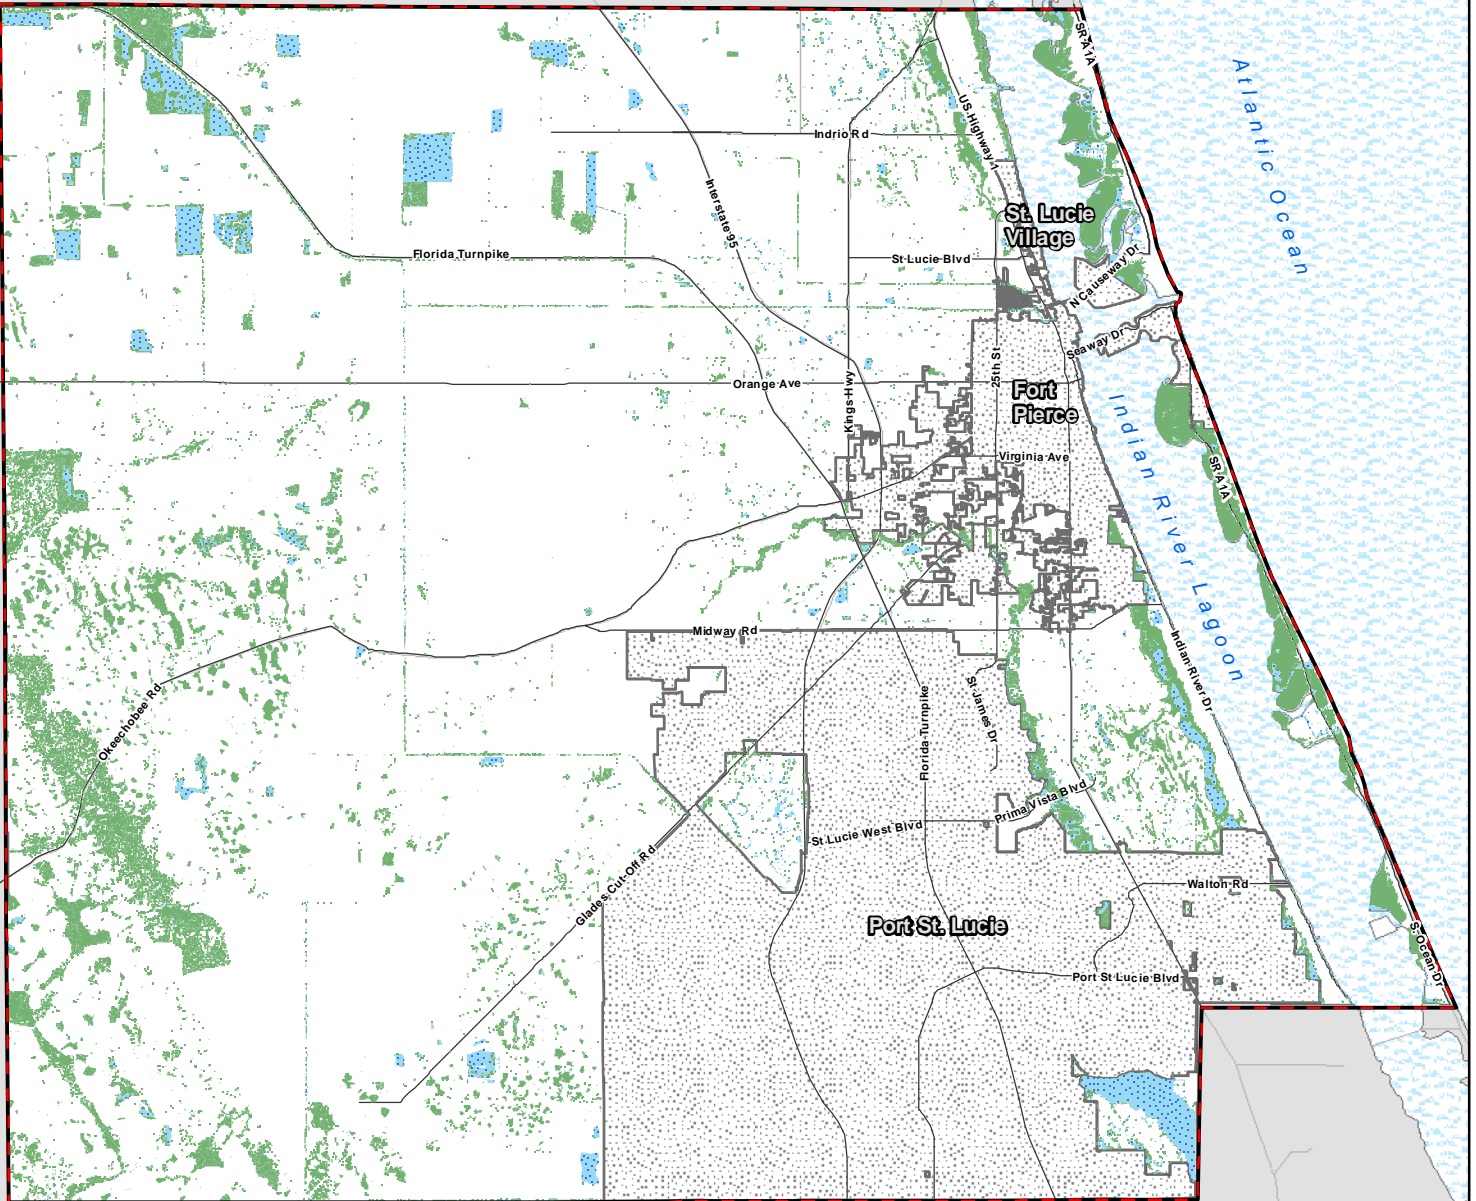 SR A1A
Atlantic Ocean
US Highway 1
Indrio Rd
Interstate 95
St. Lucie
Village
Florida Turnpike
St Lucie Blvd
N Causeway Dr
Seaway Dr
25th St
Orange Ave
Kings Hwy
Fort
Pierce
Indian River Lagoon
Virginia Ave
SR A1A
Midway Rd
Indian River Dr
St James Dr
Okeechobee Rd
Florida Turnpike
Prima Vista Blvd
St Lucie West Blvd
Glades Cut-Off Rd
Walton Rd
Port St. Lucie
S. Ocean Dr
Port St Lucie Blvd